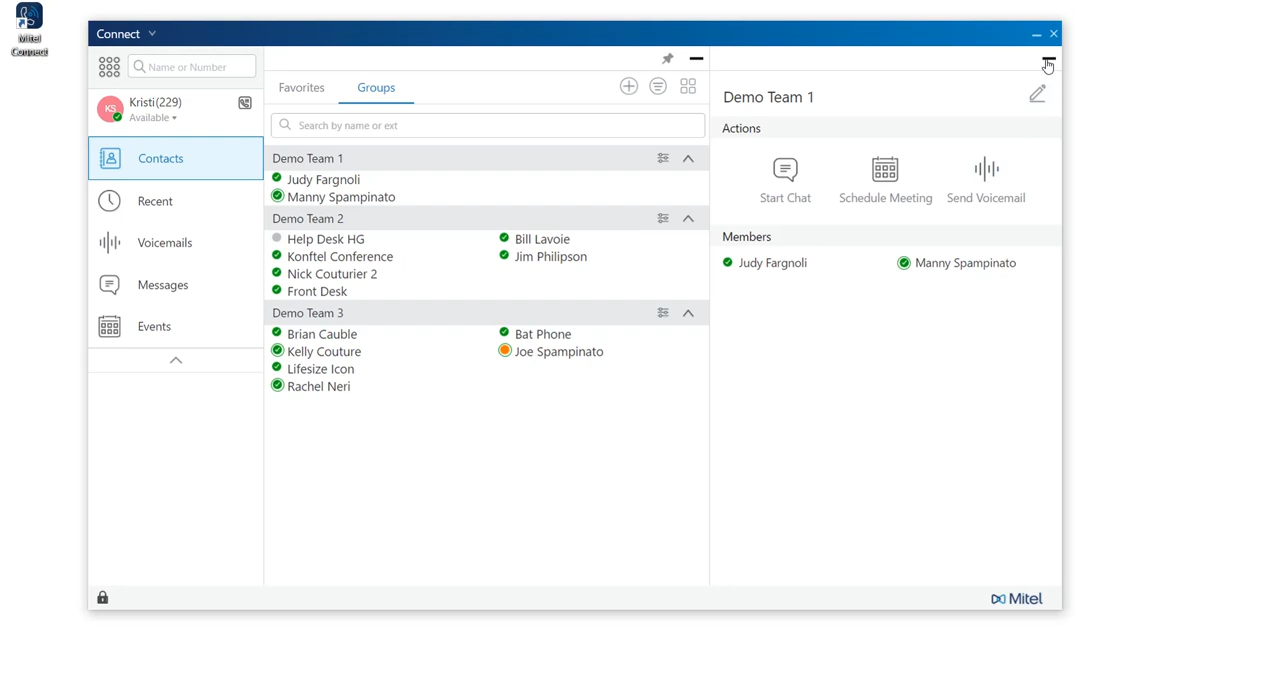 Mitel
Connect
Connect
Name or Number
KS
Kristi(229)
Available
Contacts
Recent
Voicemails
Messages
Events
Favorites
Groups
Search by name or ext
Demo Team 1
Judy Fargnoli
Manny Spampinato
Demo Team 2
Help Desk HG
Bill Lavoie
Konftel Conference
Jim Philipson
Nick Couturier 2
Front Desk
Demo Team 3
Brian Cauble
Bat Phone
Kelly Couture
Joe Spampinato
Lifesize Icon
Rachel Neri
Demo Team 1
Actions
Start Chat
Schedule Meeting
Send Voicemail
Members
Judy Fargnoli
Manny Spampinato
Mitel